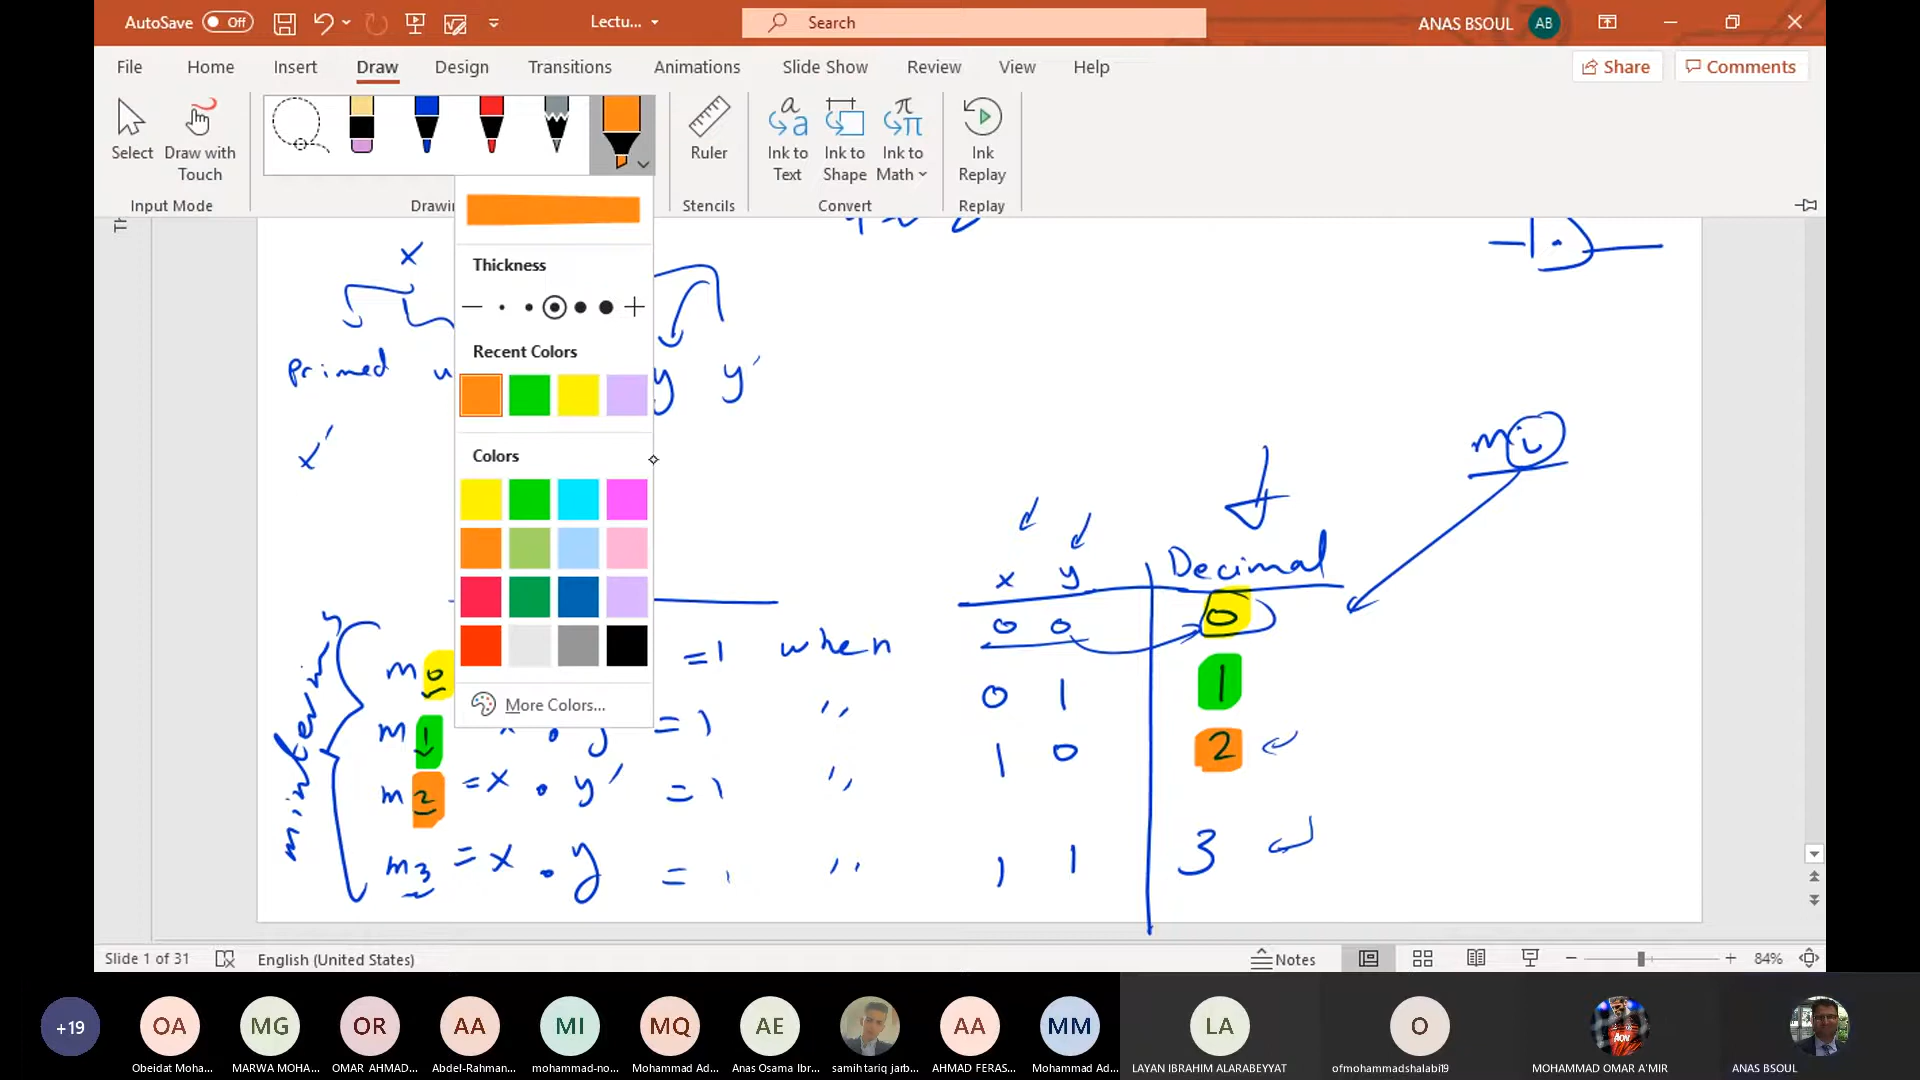 AutoSave Off Lectu... Search ANAS BSOUL AB
File Home Insert Draw Design Transitions Animations Slide Show Review View Help Share Comments
Select Draw with Touch Ruler Ink to Text Ink to Shape Ink to Math Ink Replay
Input Mode Drawin Stencils Convert Replay
Thickness
Recent Colors
Colors
More Colors...
x
primed u y y'
x'
mi
x y Decimal
minterms
m0 =1 when 0 0 0
m1 x . y =1 " 0 1 1
m2 = x . y' =1 " 1 0 2
m3 = x . y = 1 " 1 1 3
Slide 1 of 31 English (United States) Notes 84%
+19 OA MG OR AA MI MQ AE AA MM LA O
Obeidat Moha... MARWA MOHA... OMAR AHMAD... Abdel-Rahman... mohammad-no... Mohammad Ad... Anas Osama Ibr... samih tariq jarb... AHMAD FERAS... Mohammad Ad... LAYAN IBRAHIM ALARABEYYAT ofmohammadshalabi19 MOHAMMAD OMAR A'MIR ANAS BSOUL